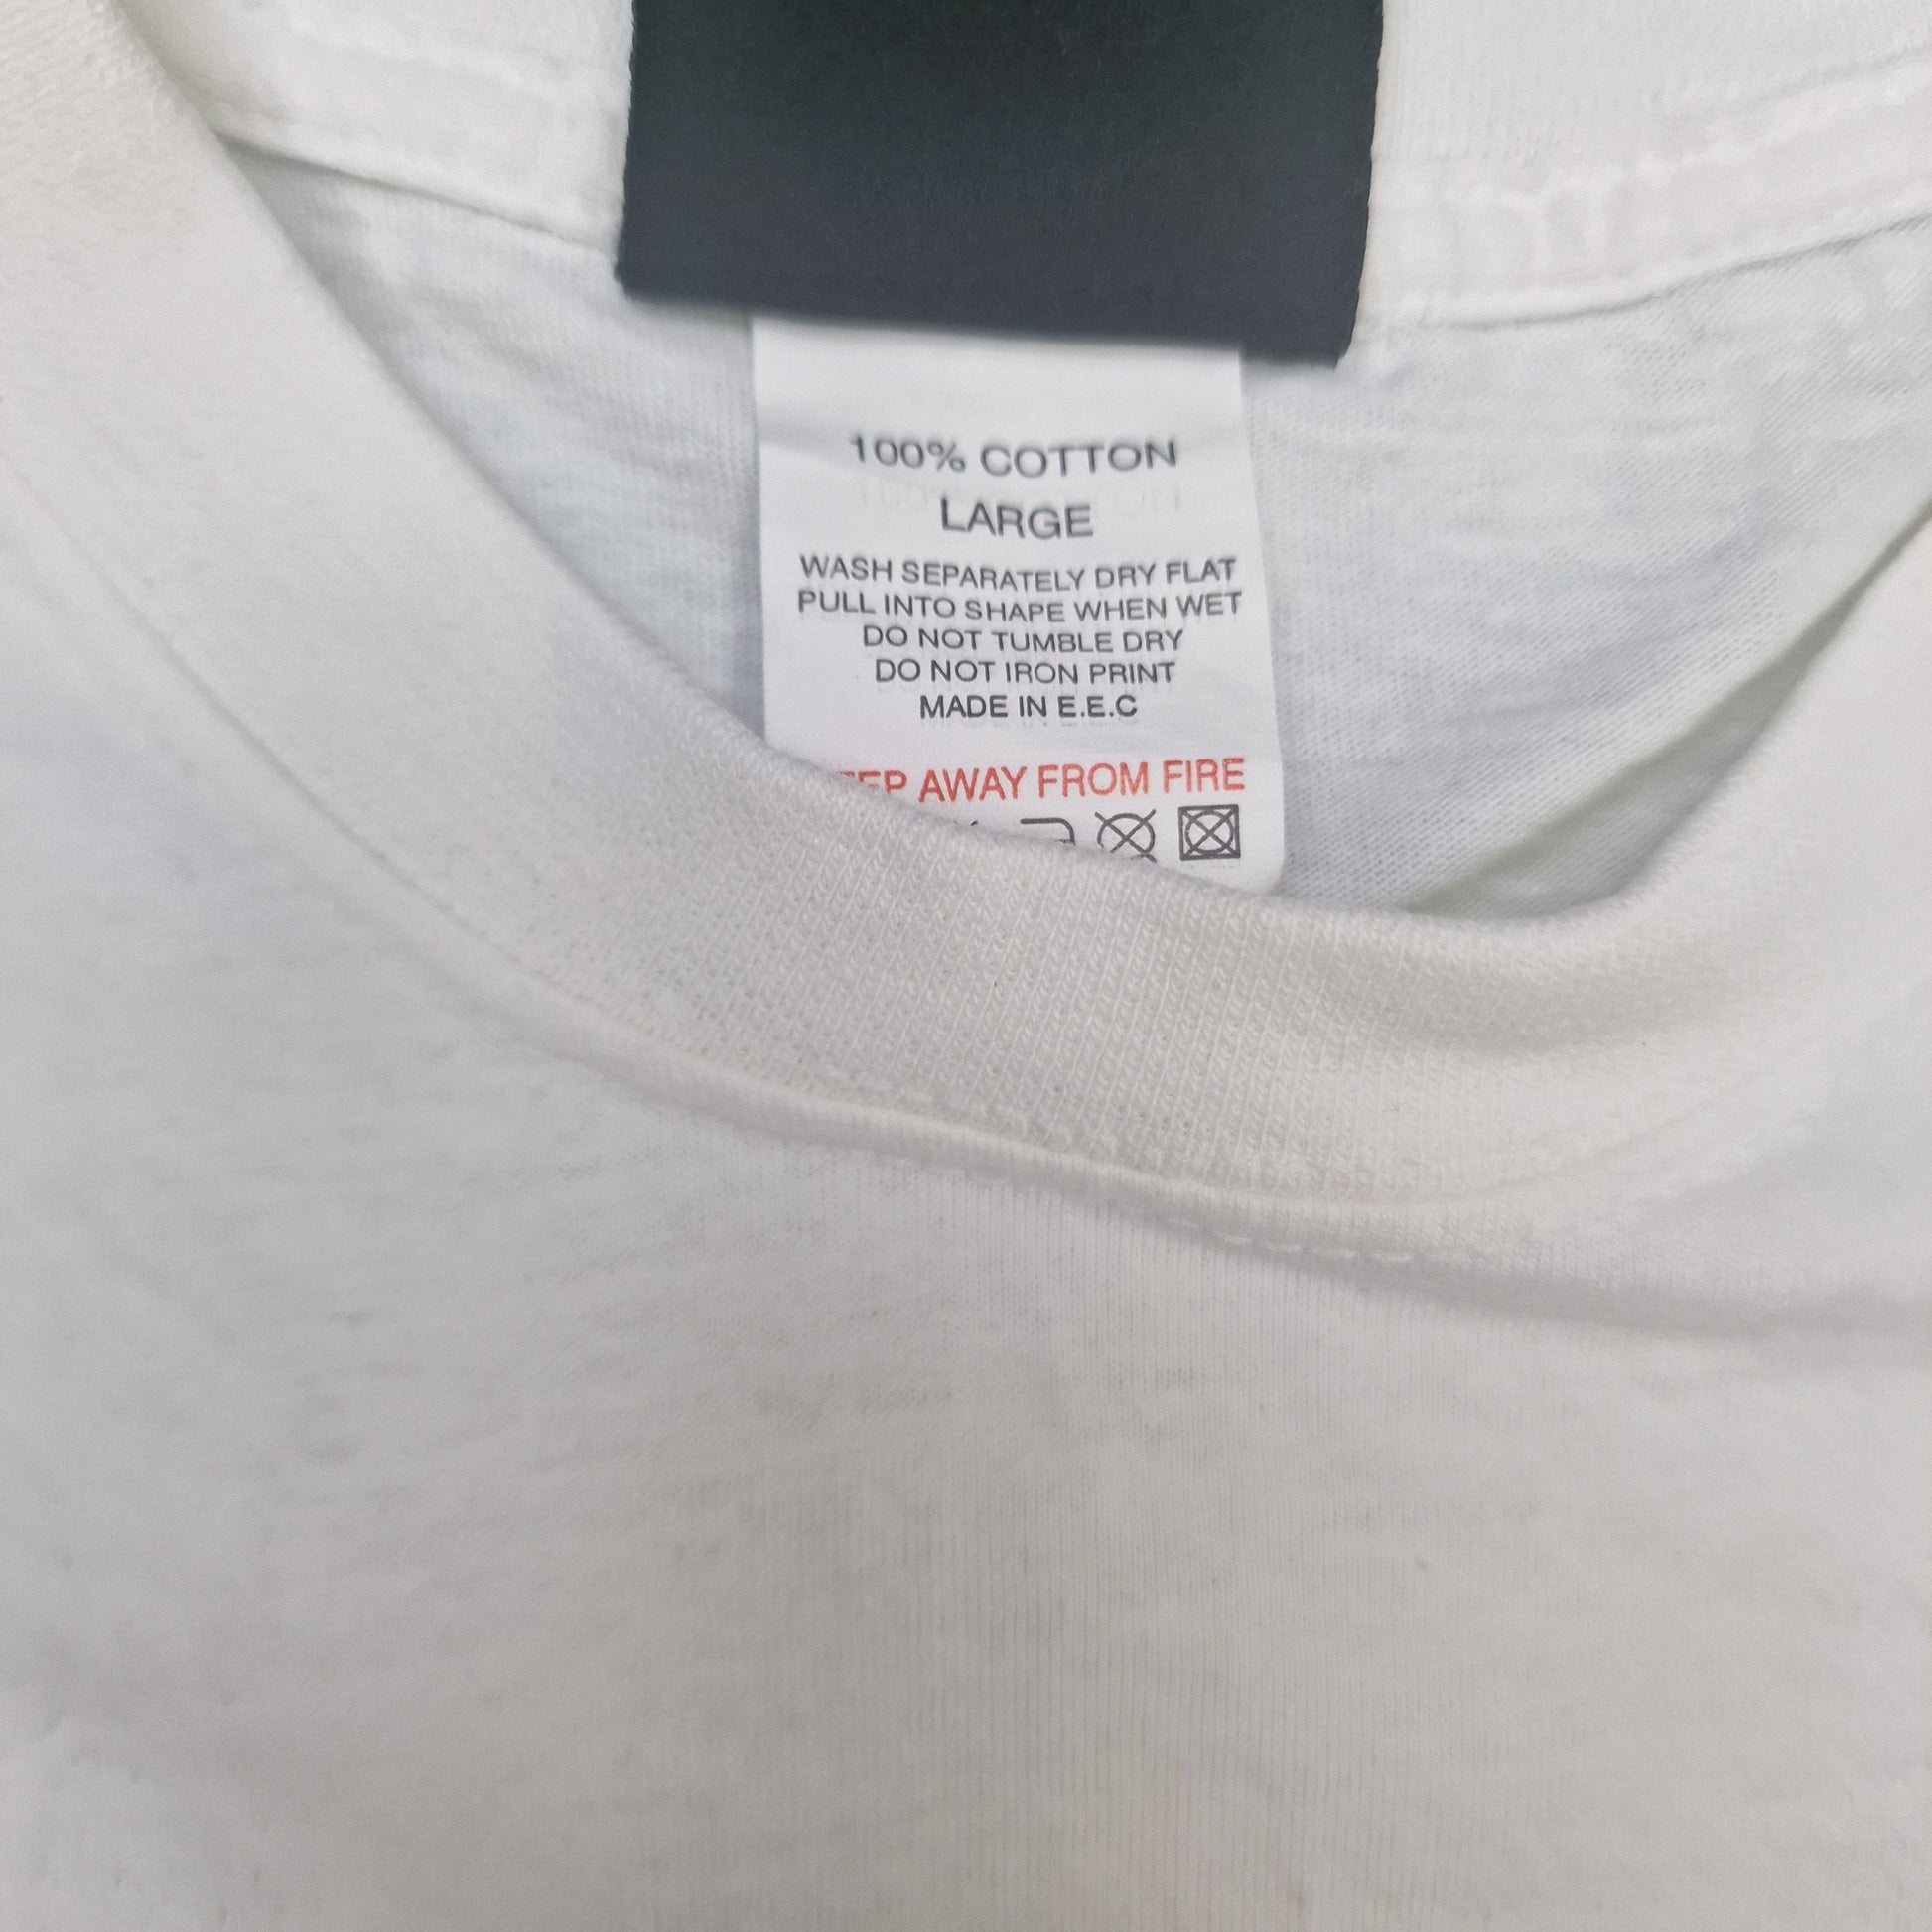 100% COTTON
LARGE
WASH SEPARATELY DRY FLAT
PULL INTO SHAPE WHEN WET
DO NOT TUMBLE DRY
DO NOT IRON PRINT
MADE IN E.E.C
AWAY FROM FIRE